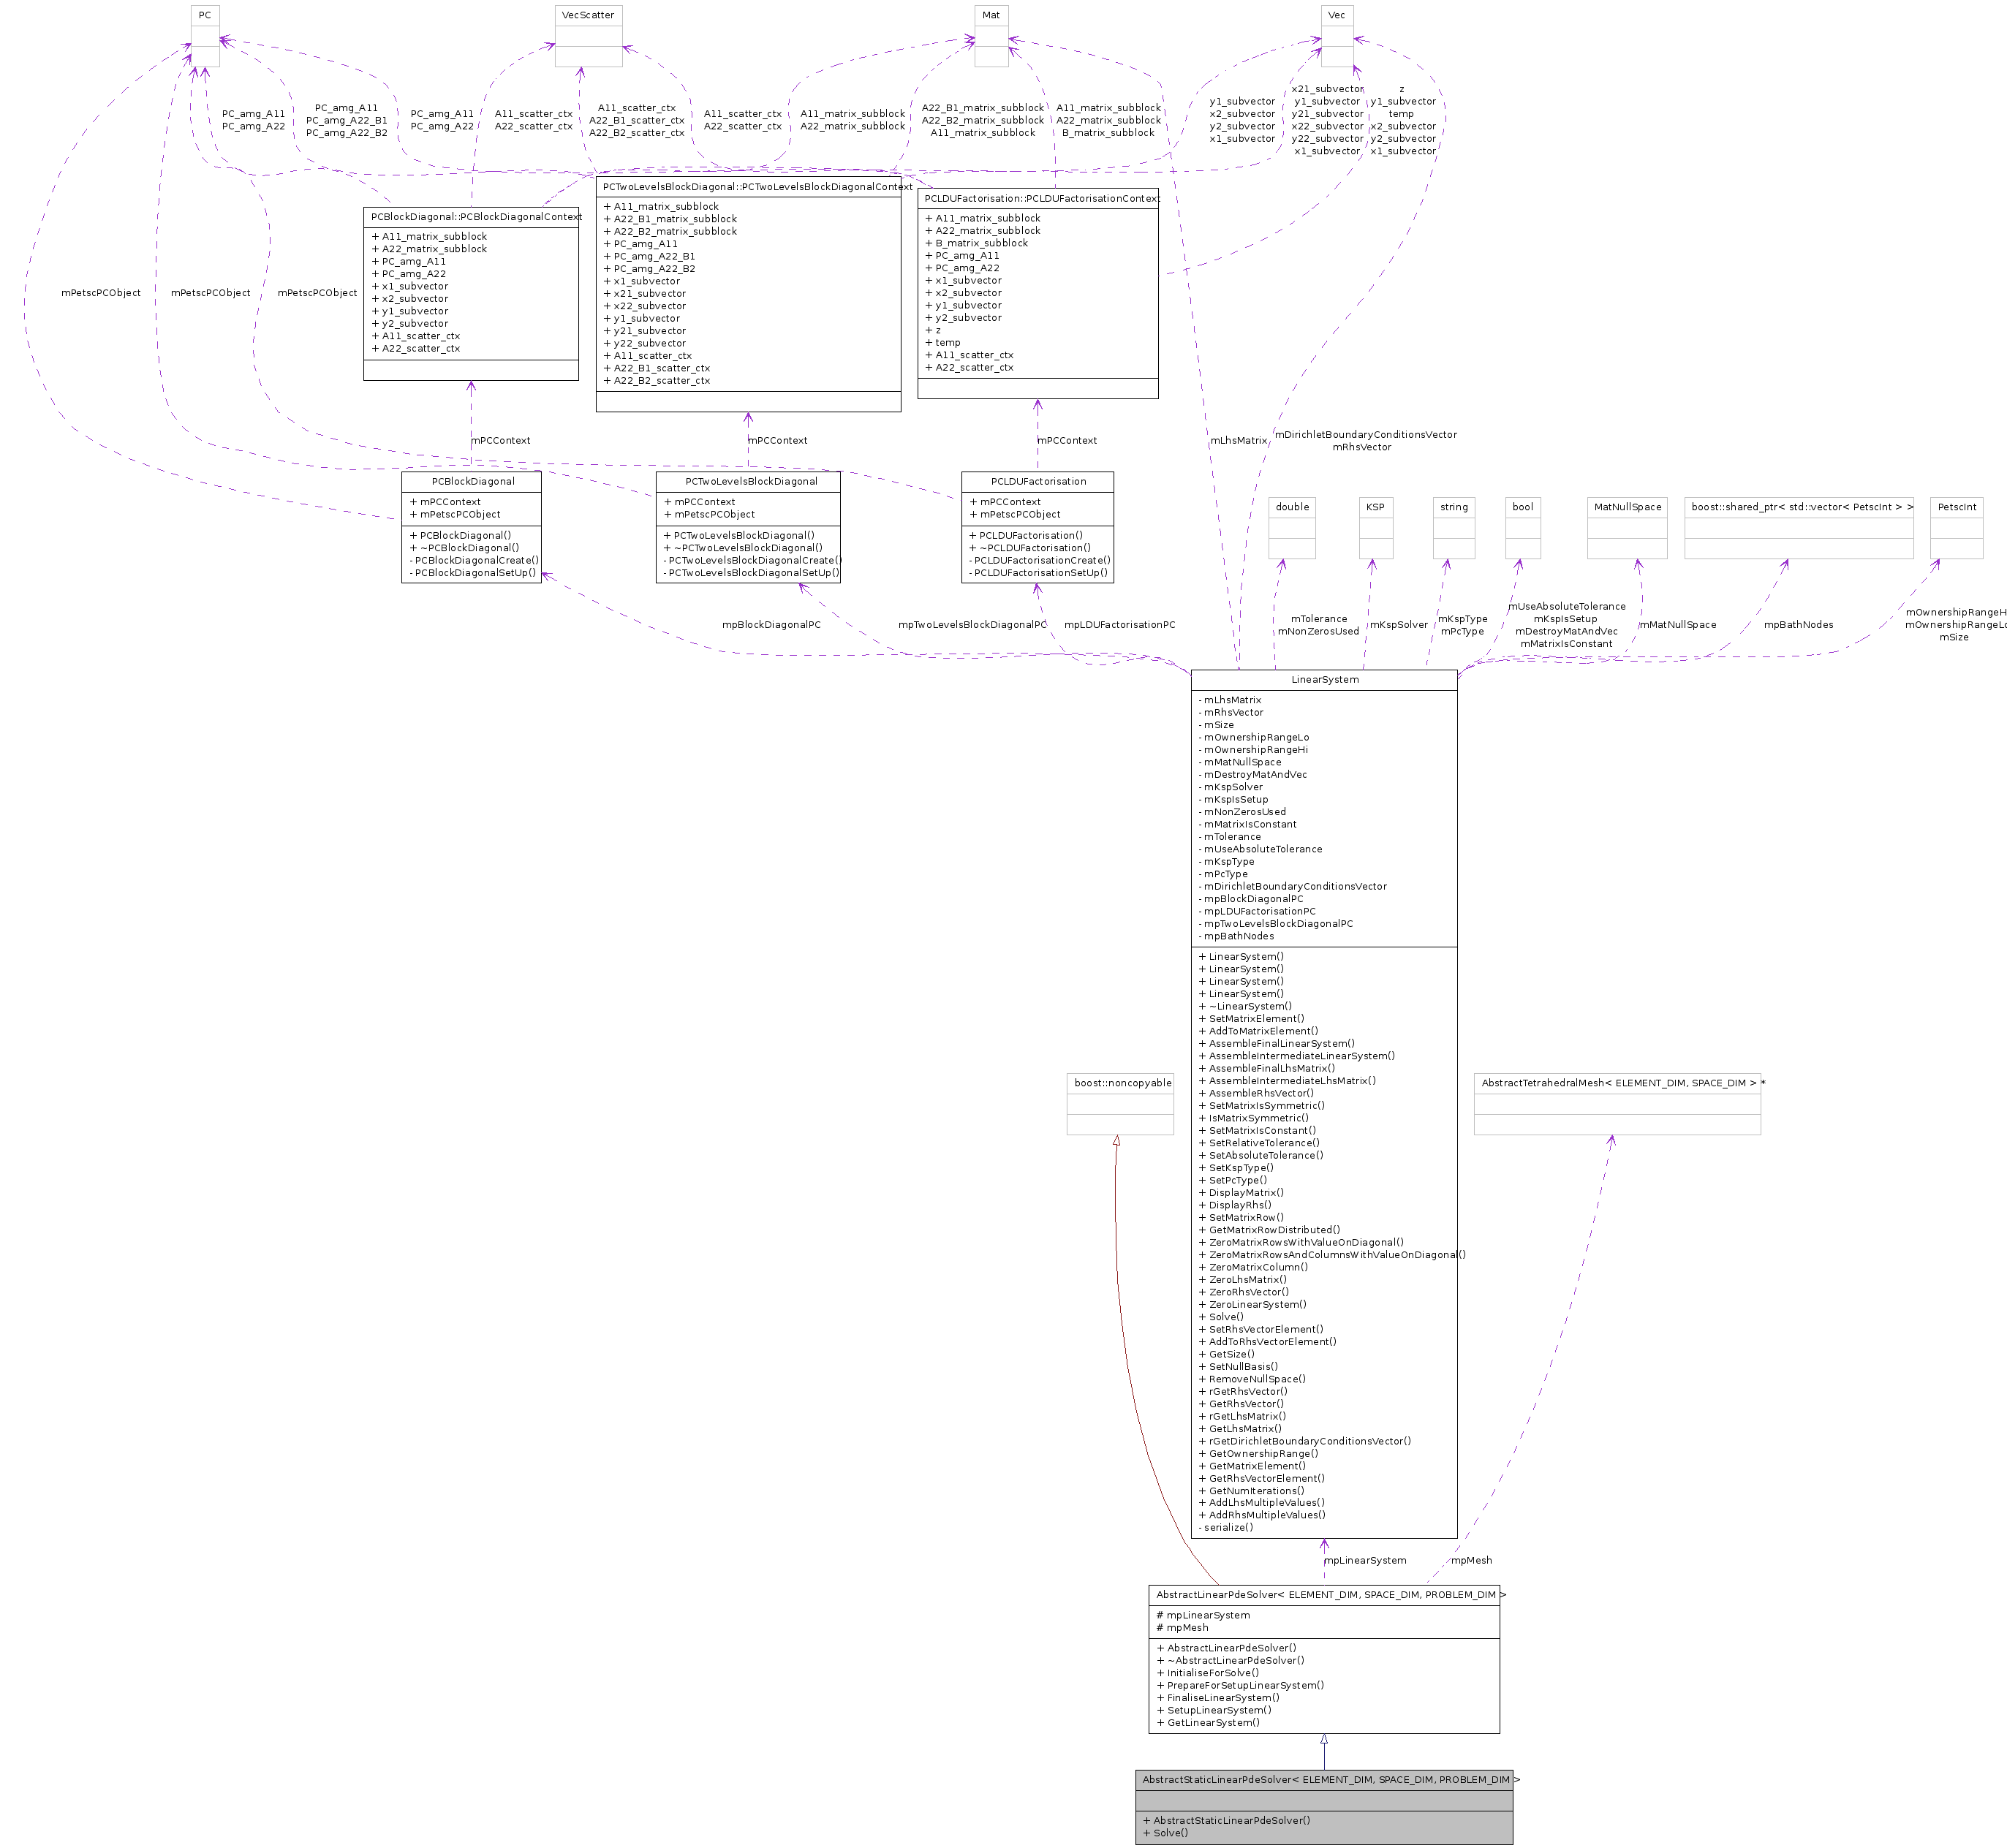 PC
VecScatter
Mat
Vec
PC_amg_A11
PC_amg_A22
PC_amg_A11
PC_amg_A22_B1
PC_amg_A22_B2
PC_amg_A11
PC_amg_A22
A11_scatter_ctx
A22_scatter_ctx
A11_scatter_ctx
A22_B1_scatter_ctx
A22_B2_scatter_ctx
A11_scatter_ctx
A22_scatter_ctx
A11_matrix_subblock
A22_matrix_subblock
A22_B1_matrix_subblock
A22_B2_matrix_subblock
A11_matrix_subblock
A11_matrix_subblock
A22_matrix_subblock
B_matrix_subblock
y1_subvector
x2_subvector
y2_subvector
x1_subvector
x21_subvector
y1_subvector
y21_subvector
x22_subvector
y22_subvector
x1_subvector
z
y1_subvector
temp
x2_subvector
y2_subvector
x1_subvector
PCBlockDiagonal::PCBlockDiagonalContext
+ A11_matrix_subblock
+ A22_matrix_subblock
+ PC_amg_A11
+ PC_amg_A22
+ x1_subvector
+ x2_subvector
+ y1_subvector
+ y2_subvector
+ A11_scatter_ctx
+ A22_scatter_ctx
PCTwoLevelsBlockDiagonal::PCTwoLevelsBlockDiagonalContext
+ A11_matrix_subblock
+ A22_B1_matrix_subblock
+ A22_B2_matrix_subblock
+ PC_amg_A11
+ PC_amg_A22_B1
+ PC_amg_A22_B2
+ x1_subvector
+ x21_subvector
+ x22_subvector
+ y1_subvector
+ y21_subvector
+ y22_subvector
+ A11_scatter_ctx
+ A22_B1_scatter_ctx
+ A22_B2_scatter_ctx
PCLDUFactorisation::PCLDUFactorisationContext
+ A11_matrix_subblock
+ A22_matrix_subblock
+ B_matrix_subblock
+ PC_amg_A11
+ PC_amg_A22
+ x1_subvector
+ x2_subvector
+ y1_subvector
+ y2_subvector
+ z
+ temp
+ A11_scatter_ctx
+ A22_scatter_ctx
mPetscPCObject
mPetscPCObject
mPetscPCObject
mPCContext
mPCContext
mPCContext
mLhsMatrix
mDirichletBoundaryConditionsVector
mRhsVector
PCBlockDiagonal
+ mPCContext
+ mPetscPCObject
+ PCBlockDiagonal()
+ ~PCBlockDiagonal()
- PCBlockDiagonalCreate()
- PCBlockDiagonalSetUp()
PCTwoLevelsBlockDiagonal
+ mPCContext
+ mPetscPCObject
+ PCTwoLevelsBlockDiagonal()
+ ~PCTwoLevelsBlockDiagonal()
- PCTwoLevelsBlockDiagonalCreate()
- PCTwoLevelsBlockDiagonalSetUp()
PCLDUFactorisation
+ mPCContext
+ mPetscPCObject
+ PCLDUFactorisation()
+ ~PCLDUFactorisation()
- PCLDUFactorisationCreate()
- PCLDUFactorisationSetUp()
double
KSP
string
bool
MatNullSpace
boost::shared_ptr< std::vector< PetscInt > >
PetscInt
mpBlockDiagonalPC
mpTwoLevelsBlockDiagonalPC
mpLDUFactorisationPC
mTolerance
mNonZerosUsed
mKspSolver
mKspType
mPcType
mUseAbsoluteTolerance
mKspIsSetup
mDestroyMatAndVec
mMatrixIsConstant
mMatNullSpace
mpBathNodes
mOwnershipRangeH
mOwnershipRangeLo
mSize
LinearSystem
- mLhsMatrix
- mRhsVector
- mSize
- mOwnershipRangeLo
- mOwnershipRangeHi
- mMatNullSpace
- mDestroyMatAndVec
- mKspSolver
- mKspIsSetup
- mNonZerosUsed
- mMatrixIsConstant
- mTolerance
- mUseAbsoluteTolerance
- mKspType
- mPcType
- mDirichletBoundaryConditionsVector
- mpBlockDiagonalPC
- mpLDUFactorisationPC
- mpTwoLevelsBlockDiagonalPC
- mpBathNodes
+ LinearSystem()
+ LinearSystem()
+ LinearSystem()
+ LinearSystem()
+ ~LinearSystem()
+ SetMatrixElement()
+ AddToMatrixElement()
+ AssembleFinalLinearSystem()
+ AssembleIntermediateLinearSystem()
+ AssembleFinalLhsMatrix()
+ AssembleIntermediateLhsMatrix()
+ AssembleRhsVector()
+ SetMatrixIsSymmetric()
+ IsMatrixSymmetric()
+ SetMatrixIsConstant()
+ SetRelativeTolerance()
+ SetAbsoluteTolerance()
+ SetKspType()
+ SetPcType()
+ DisplayMatrix()
+ DisplayRhs()
+ SetMatrixRow()
+ GetMatrixRowDistributed()
+ ZeroMatrixRowsWithValueOnDiagonal()
+ ZeroMatrixRowsAndColumnsWithValueOnDiagonal()
+ ZeroMatrixColumn()
+ ZeroLhsMatrix()
+ ZeroRhsVector()
+ ZeroLinearSystem()
+ Solve()
+ SetRhsVectorElement()
+ AddToRhsVectorElement()
+ GetSize()
+ SetNullBasis()
+ RemoveNullSpace()
+ rGetRhsVector()
+ GetRhsVector()
+ rGetLhsMatrix()
+ GetLhsMatrix()
+ rGetDirichletBoundaryConditionsVector()
+ GetOwnershipRange()
+ GetMatrixElement()
+ GetRhsVectorElement()
+ GetNumIterations()
+ AddLhsMultipleValues()
+ AddRhsMultipleValues()
- serialize()
boost::noncopyable
AbstractTetrahedralMesh< ELEMENT_DIM, SPACE_DIM > *
mpLinearSystem
mpMesh
AbstractLinearPdeSolver< ELEMENT_DIM, SPACE_DIM, PROBLEM_DIM >
# mpLinearSystem
# mpMesh
+ AbstractLinearPdeSolver()
+ ~AbstractLinearPdeSolver()
+ InitialiseForSolve()
+ PrepareForSetupLinearSystem()
+ FinaliseLinearSystem()
+ SetupLinearSystem()
+ GetLinearSystem()
AbstractStaticLinearPdeSolver< ELEMENT_DIM, SPACE_DIM, PROBLEM_DIM >
+ AbstractStaticLinearPdeSolver()
+ Solve()